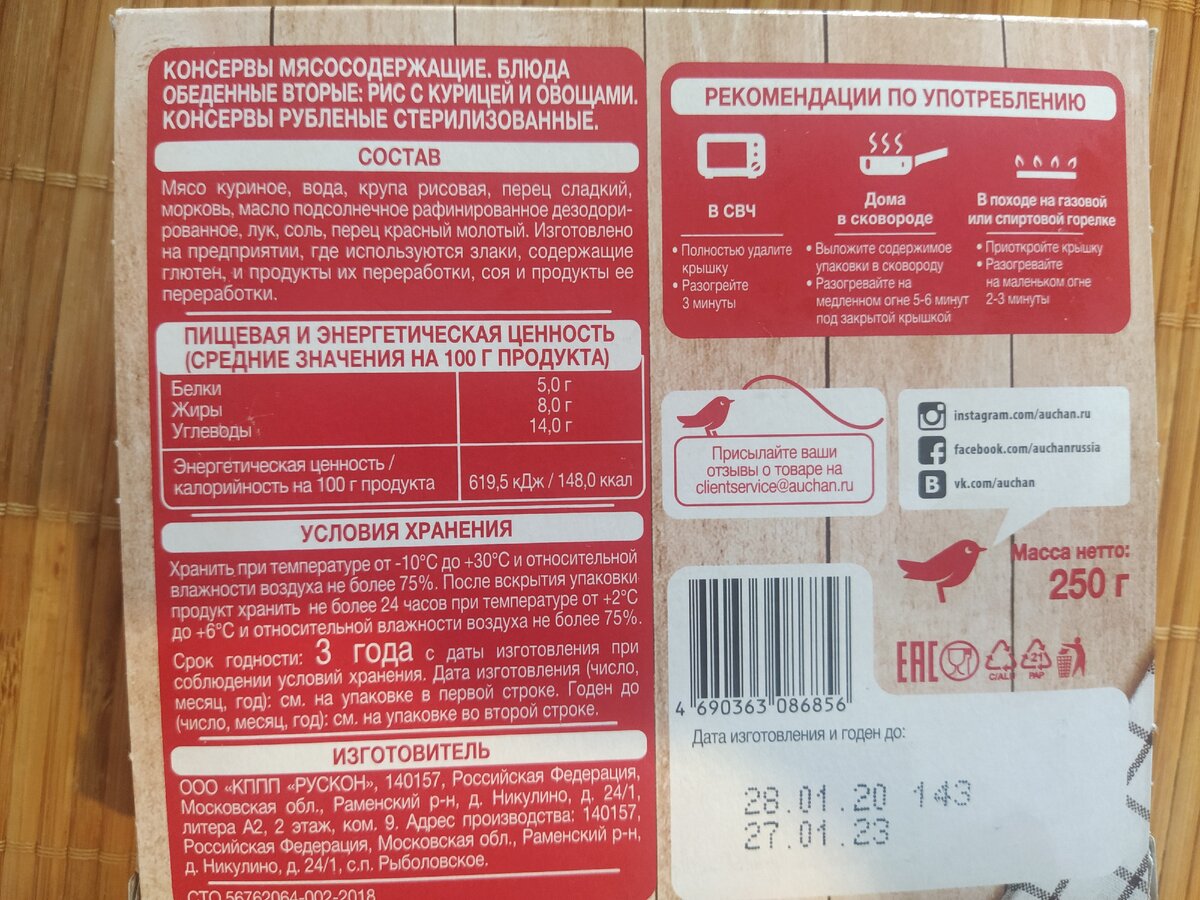 КОНСЕРВЫ МЯСОСОДЕРЖАЩИЕ. БЛЮДА
ОБЕДЕННЫЕ ВТОРЫЕ: РИС С КУРИЦЕЙ И ОВОЩАМИ.
КОНСЕРВЫ РУБЛЕНЫЕ СТЕРИЛИЗОВАННЫЕ.
СОСТАВ
Мясо куриное, вода, крупа рисовая, перец сладкий,
морковь, масло подсолнечное рафинированное дезодори-
рованное, лук, соль, перец красный молотый. Изготовлено
на предприятии, где используются злаки, содержащие
глютен, и продукты их переработки, соя и продукты ее
переработки.
ПИЩЕВАЯ И ЭНЕРГЕТИЧЕСКАЯ ЦЕННОСТЬ
(СРЕДНИЕ ЗНАЧЕНИЯ НА 100 Г ПРОДУКТА)
Белки 5,0 г
Жиры 8,0 г
Углеводы 14,0 г
Энергетическая ценность /
калорийность на 100 г продукта 619,5 кДж / 148,0 ккал
УСЛОВИЯ ХРАНЕНИЯ
Хранить при температуре от -10°С до +30°С и относительной
влажности воздуха не более 75%. После вскрытия упаковки
продукт хранить не более 24 часов при температуре от +2°С
до +6°С и относительной влажности воздуха не более 75%.
Срок годности: 3 года с даты изготовления при
соблюдении условий хранения. Дата изготовления (число,
месяц, год): см. на упаковке в первой строке. Годен до
(число, месяц, год): см. на упаковке во второй строке.
ИЗГОТОВИТЕЛЬ
ООО «КППП «РУСКОН», 140157, Российская Федерация,
Московская обл., Раменский р-н, д. Никулино, д. 24/1,
литера А2, 2 этаж, ком. 9. Адрес производства: 140157,
Российская Федерация, Московская обл., Раменский р-н,
д. Никулино, д. 24/1, с.п. Рыболовское.
СТО 56762064-002-2018
РЕКОМЕНДАЦИИ ПО УПОТРЕБЛЕНИЮ
В СВЧ
• Полностью удалите
крышку
• Разогрейте
3 минуты
Дома
в сковороде
• Выложите содержимое
упаковки в сковороду
• Разогревайте на
медленном огне 5-6 минут
под закрытой крышкой
В походе на газовой
или спиртовой горелке
• Приоткройте крышку
• Разогревайте
на маленьком огне
2-3 минуты
Присылайте ваши
отзывы о товаре на
clientservice@auchan.ru
instagram.com/auchan.ru
facebook.com/auchanrussia
vk.com/auchan
Масса нетто:
250 г
EAC
C/ALU
21
PAP
4 690363 086856
Дата изготовления и годен до:
28.01.20 143
27.01.23